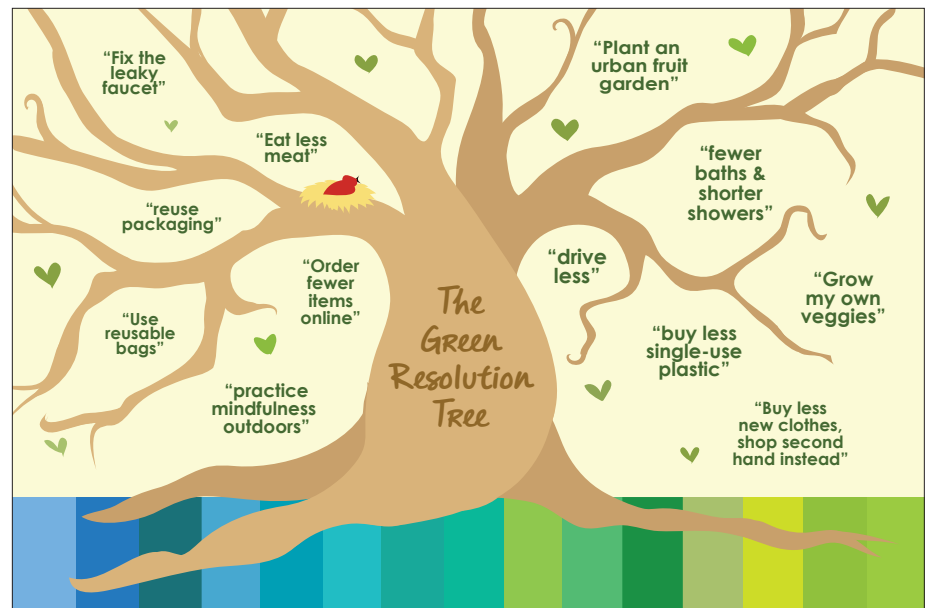 “Fix the
leaky
faucet”
“Plant an
urban fruit
garden”
“Eat less
meat”
“fewer
baths &
shorter
showers”
“reuse
packaging”
“Order
fewer
items
online”
“drive
less”
“Grow
my own
veggies”
“Use
reusable
bags”
The
Green
Resolution
Tree
“buy less
single-use
plastic”
“practice
mindfulness
outdoors”
“Buy less
new clothes,
shop second
hand instead”